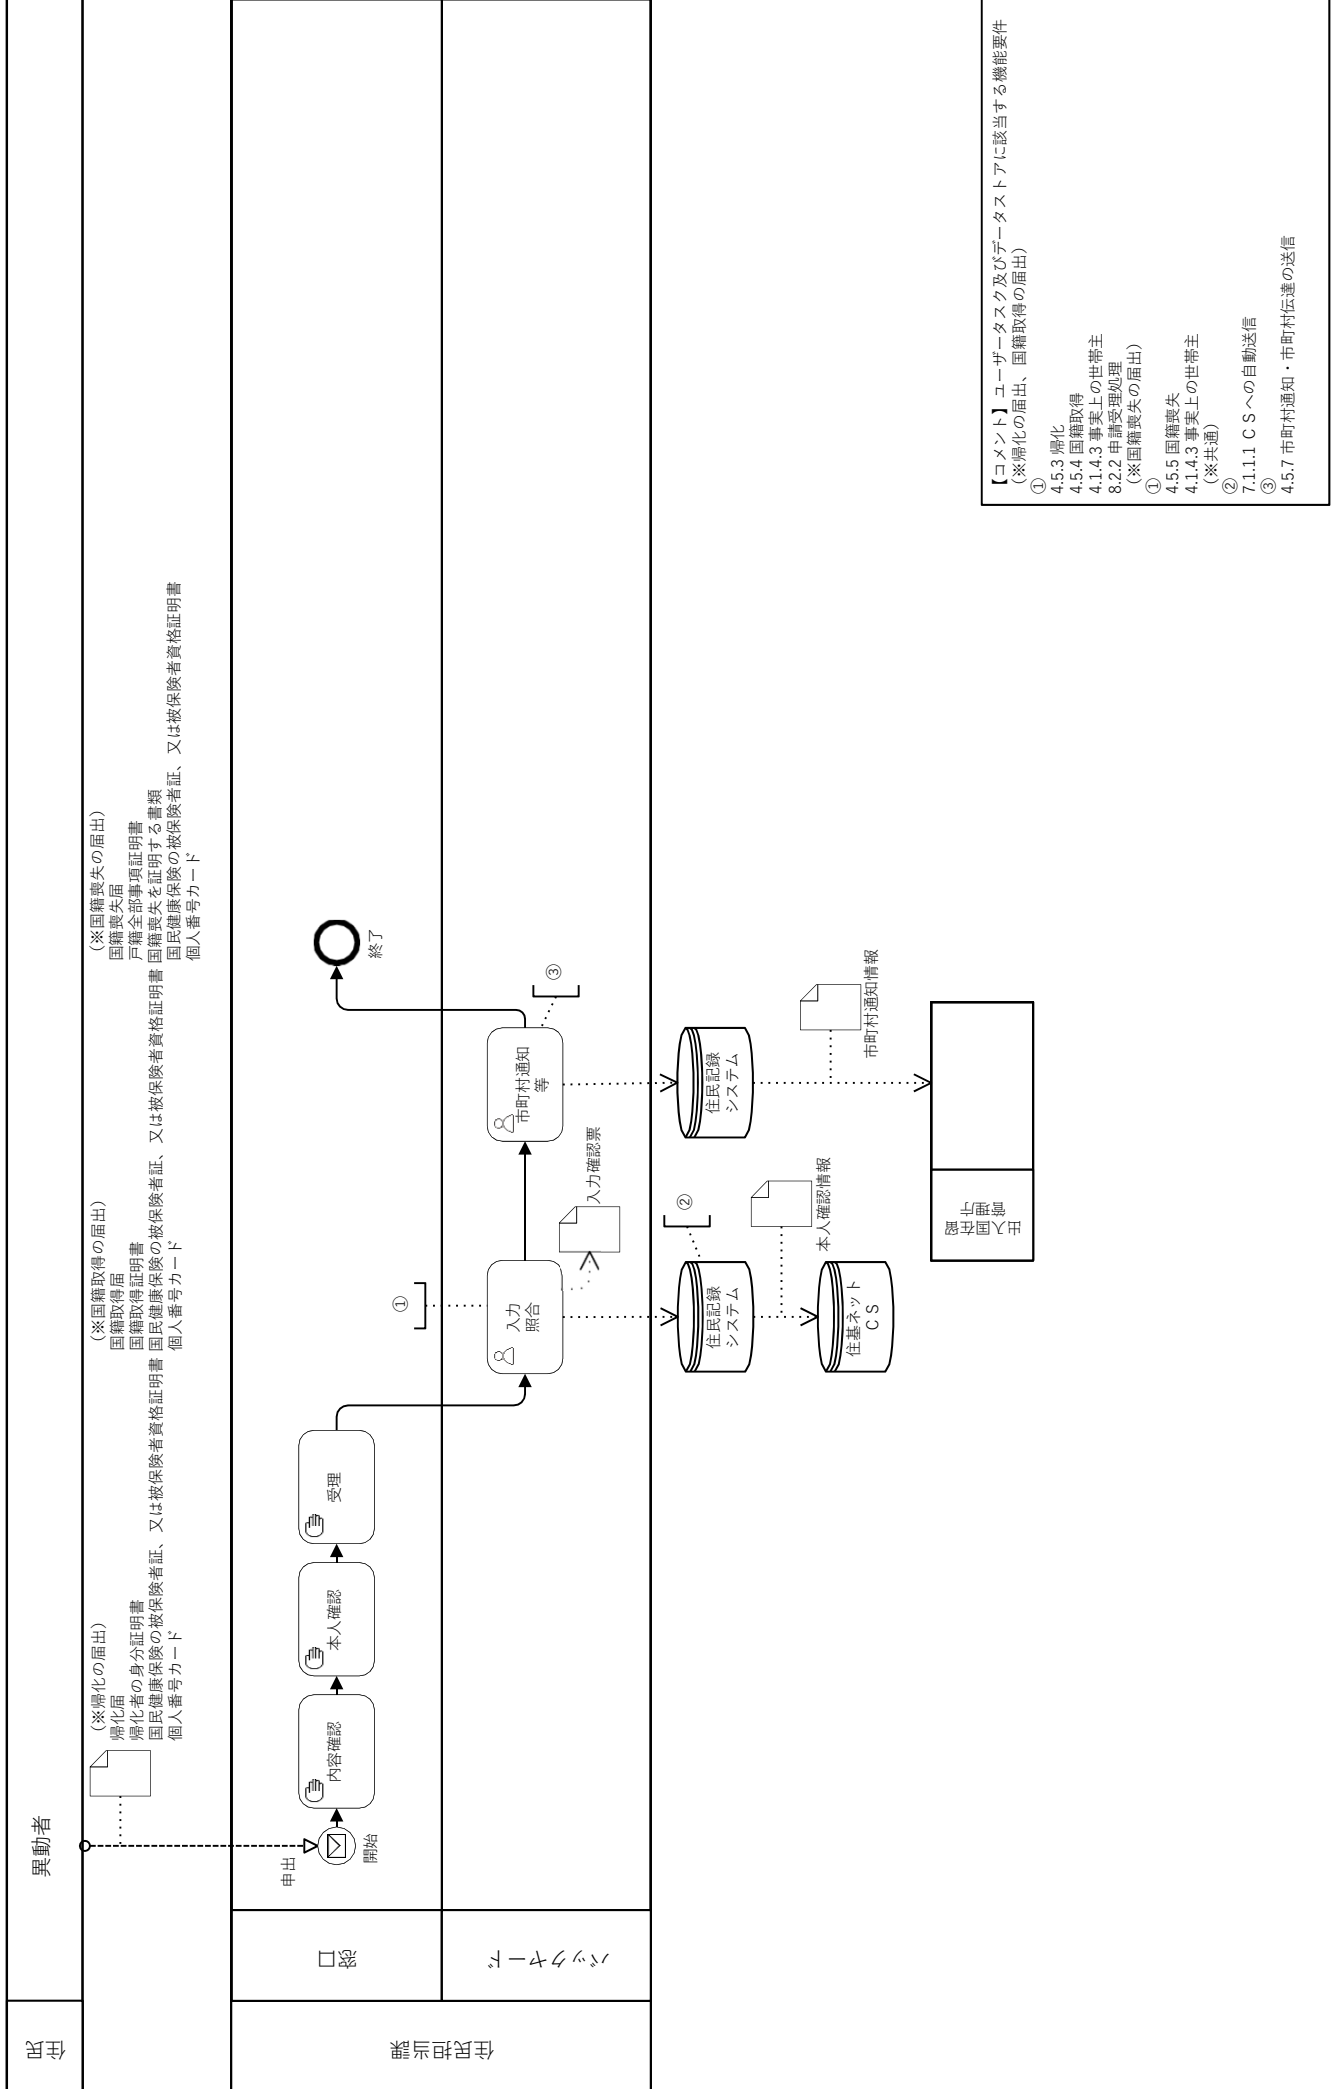 住民
異動者
(※帰化の届出)
帰化届
帰化者の身分証明書
国民健康保険の被保険者証、又は被保険者資格証明書
個人番号カード
(※国籍取得の届出)
国籍取得届
国籍取得証明書
国民健康保険の被保険者証、又は被保険者資格証明書
個人番号カード
(※国籍喪失の届出)
国籍喪失届
戸籍全部事項証明書
国籍喪失を証明する書類
国民健康保険の被保険者証、又は被保険者資格証明書
個人番号カード
住民担当課
窓口
申出
開始
内容確認
本人確認
受理
終了
バックヤード
①
入力
照合
入力確認票
市町村通知
等
③
住民記録
システム
②
本人確認情報
住基ネット
CS
住民記録
システム
市町村通知情報
出入国在留
管理庁
【コメント】ユーザータスク及びデータストアに該当する機能要件
(※帰化の届出、国籍取得の届出)
①
4.5.3 帰化
4.5.4 国籍取得
4.1.4.3 事実上の世帯主
8.2.2 申請受理処理
(※国籍喪失の届出)
①
4.5.5 国籍喪失
4.1.4.3 事実上の世帯主
(※共通)
②
7.1.1.1 CSへの自動送信
③
4.5.7 市町村通知・市町村伝達の送信